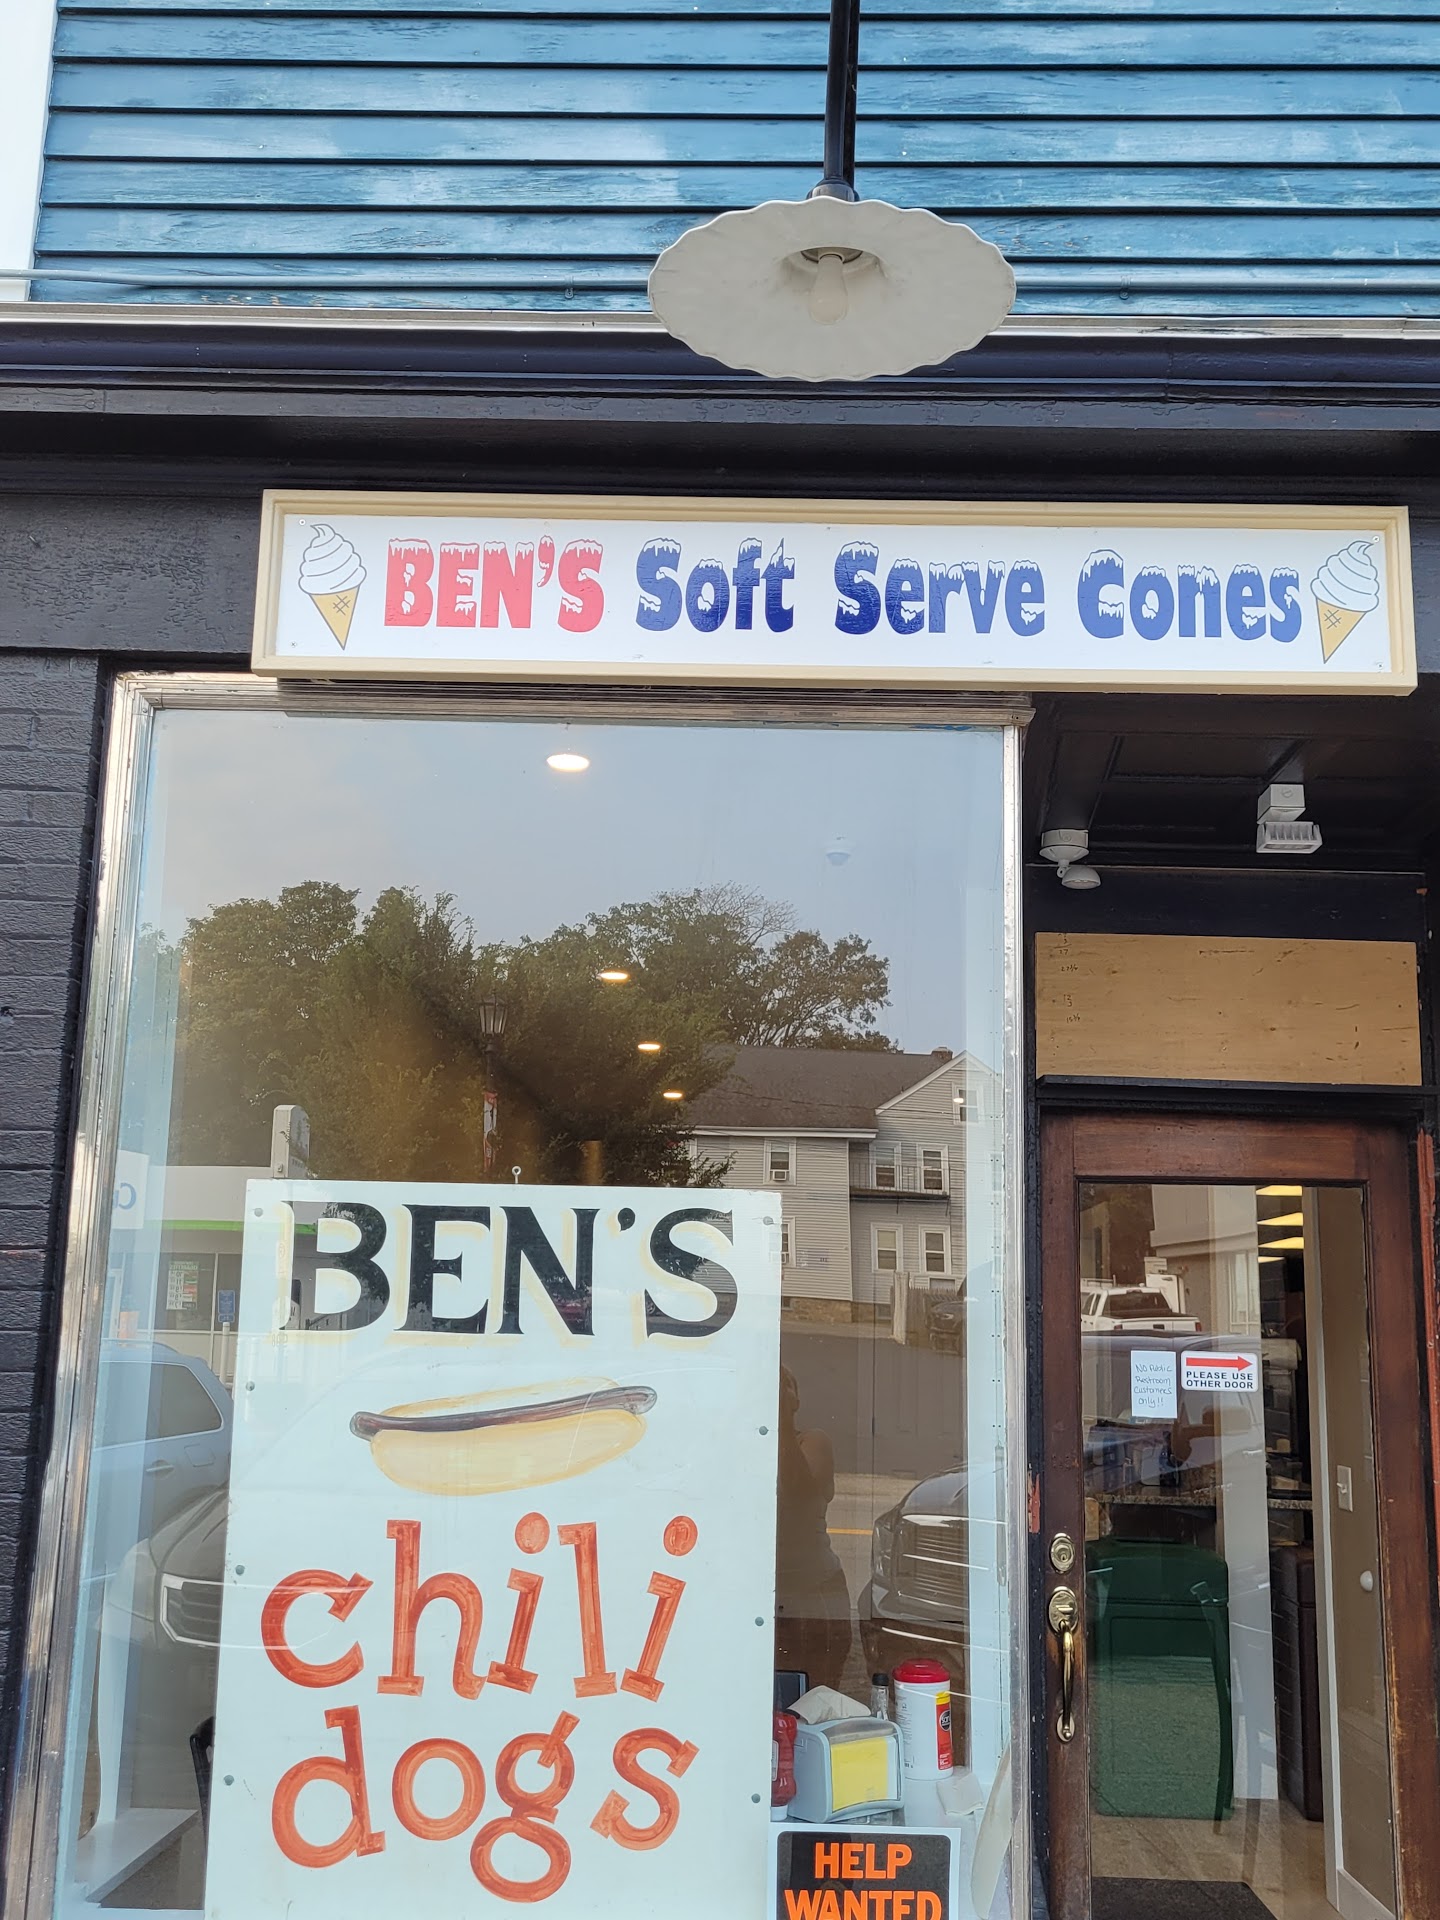 BEN'S Soft Serve Cones
BEN'S
chili
dogs
NO Public
Restroom
Customers
only!!
PLEASE USE
OTHER DOOR
HELP
WANTED